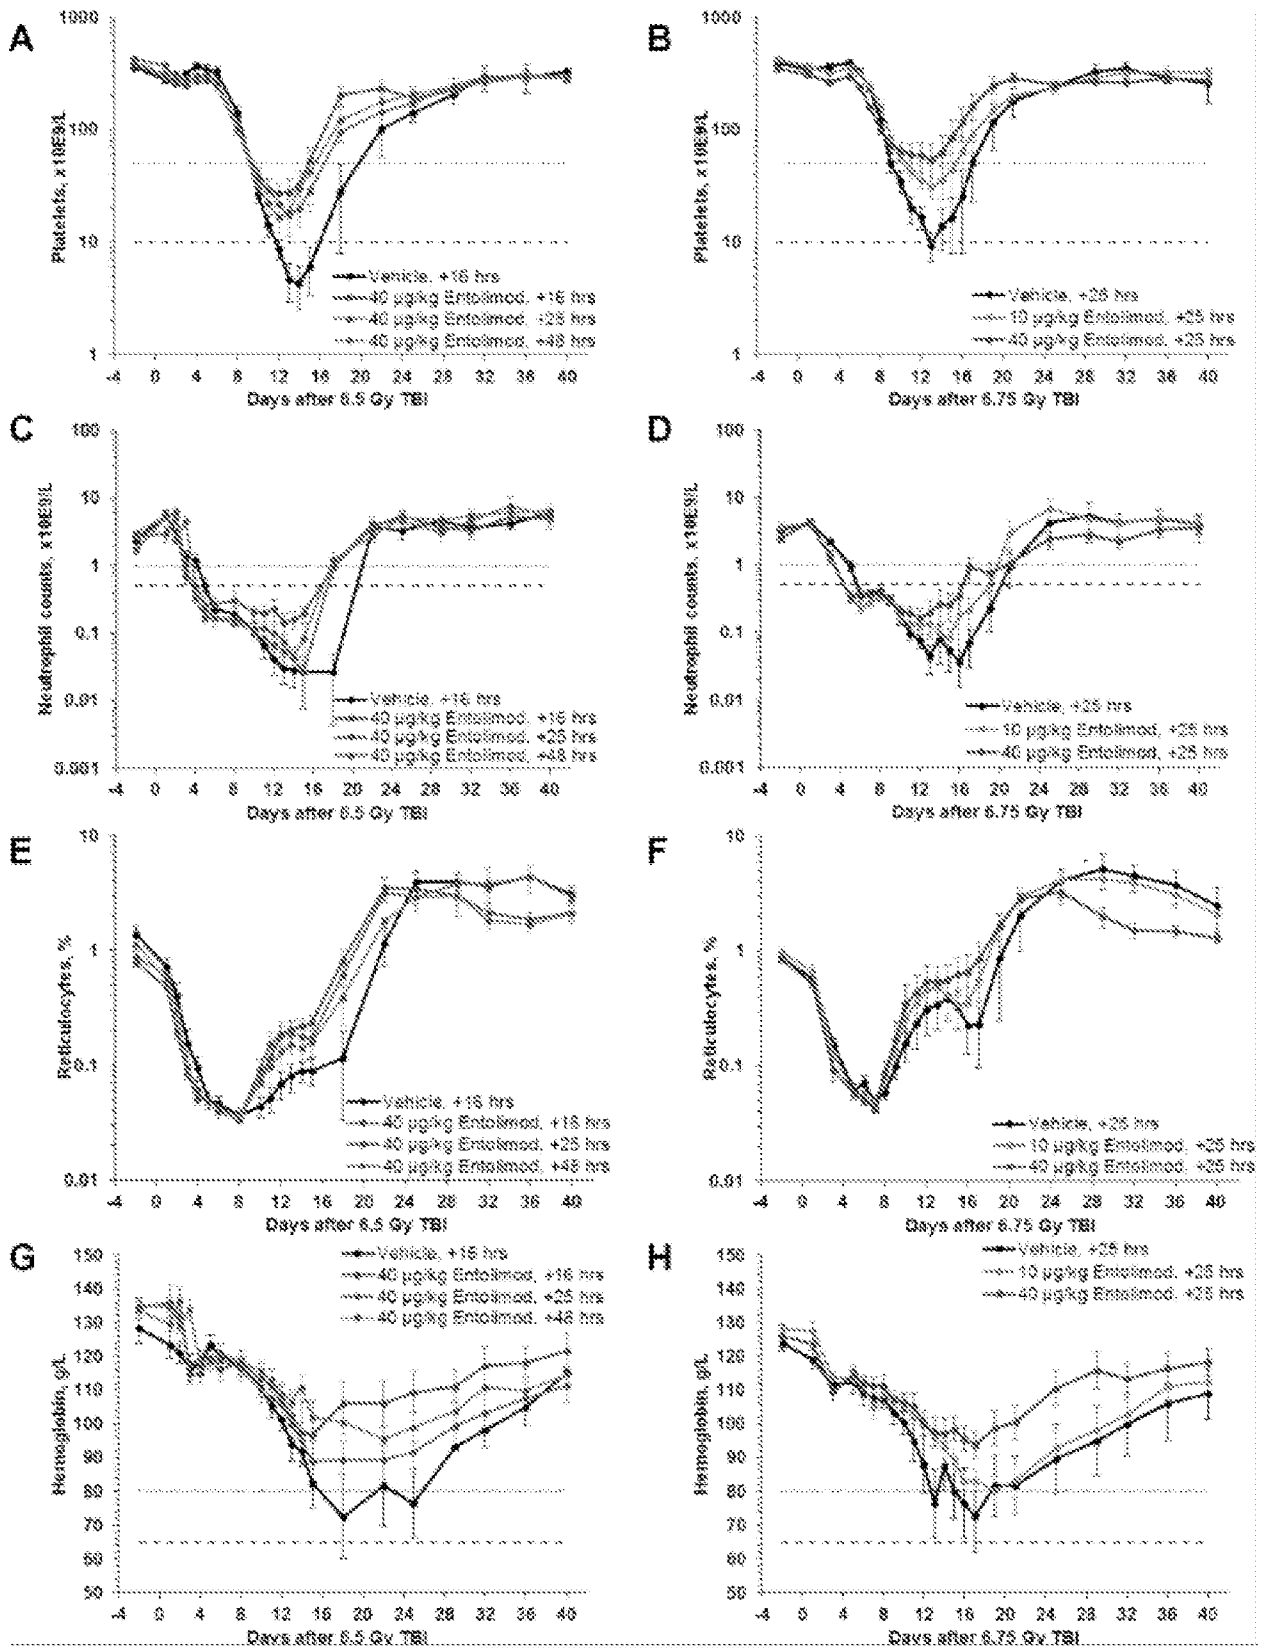 A
1000
100
10
1
Platelets, x10E9/L
Vehicle, +16 hrs
40 µg/kg Entolimod, +16 hrs
40 µg/kg Entolimod, +25 hrs
40 µg/kg Entolimod, +48 hrs
-4 0 4 8 12 16 20 24 28 32 36 40
Days after 6.5 Gy TBI
B
1000
100
10
1
Platelets, x10E9/L
Vehicle, +25 hrs
10 µg/kg Entolimod, +25 hrs
40 µg/kg Entolimod, +25 hrs
-4 0 4 8 12 16 20 24 28 32 36 40
Days after 6.75 Gy TBI
C
100
10
1
0.1
0.01
0.001
Neutrophil counts, x10E9/L
Vehicle, +16 hrs
40 µg/kg Entolimod, +16 hrs
40 µg/kg Entolimod, +25 hrs
40 µg/kg Entolimod, +48 hrs
-4 0 4 8 12 16 20 24 28 32 36 40
Days after 6.5 Gy TBI
D
100
10
1
0.1
0.01
0.001
Neutrophil counts, x10E9/L
Vehicle, +25 hrs
10 µg/kg Entolimod, +25 hrs
40 µg/kg Entolimod, +25 hrs
-4 0 4 8 12 16 20 24 28 32 36 40
Days after 6.75 Gy TBI
E
10
1
0.1
0.01
Reticulocytes, %
Vehicle, +16 hrs
40 µg/kg Entolimod, +16 hrs
40 µg/kg Entolimod, +25 hrs
40 µg/kg Entolimod, +48 hrs
-4 0 4 8 12 16 20 24 28 32 36 40
Days after 6.5 Gy TBI
F
10
1
0.1
0.01
Reticulocytes, %
Vehicle, +25 hrs
10 µg/kg Entolimod, +25 hrs
40 µg/kg Entolimod, +25 hrs
-4 0 4 8 12 16 20 24 28 32 36 40
Days after 6.75 Gy TBI
G
150
140
130
120
110
100
90
80
70
60
50
Hemoglobin, g/L
Vehicle, +16 hrs
40 µg/kg Entolimod, +16 hrs
40 µg/kg Entolimod, +25 hrs
40 µg/kg Entolimod, +48 hrs
-4 0 4 8 12 16 20 24 28 32 36 40
Days after 6.5 Gy TBI
H
150
140
130
120
110
100
90
80
70
60
50
Hemoglobin, g/L
Vehicle, +25 hrs
10 µg/kg Entolimod, +25 hrs
40 µg/kg Entolimod, +25 hrs
-4 0 4 8 12 16 20 24 28 32 36 40
Days after 6.75 Gy TBI